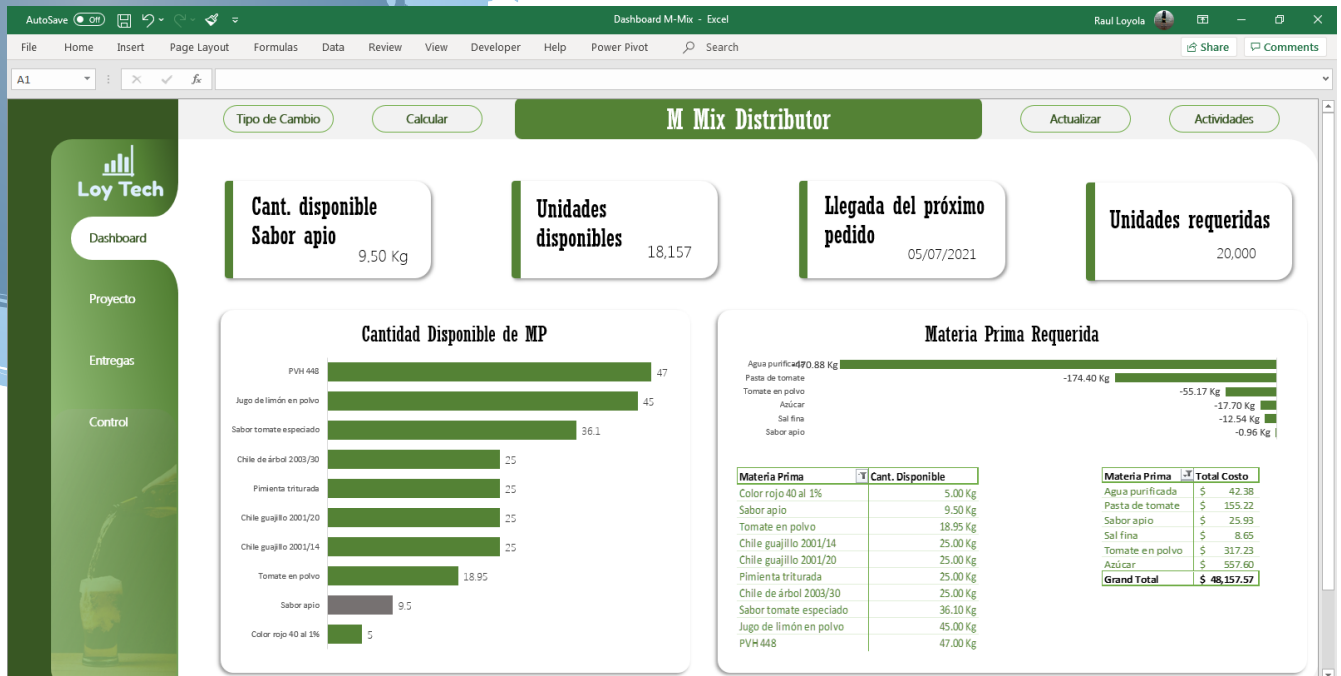 AutoSave Off
Dashboard M-Mix - Excel
Raul Loyola
File Home Insert Page Layout Formulas Data Review View Developer Help Power Pivot Search
Share Comments
A1
fx
Tipo de Cambio
Calcular
M Mix Distributor
Actualizar
Actividades
Loy Tech
Dashboard
Proyecto
Entregas
Control
Cant. disponible
Sabor apio
9.50 Kg
Unidades
disponibles
18,157
Llegada del próximo
pedido
05/07/2021
Unidades requeridas
20,000
Cantidad Disponible de MP
PVH 448 47
Jugo de limón en polvo 45
Sabor tomate especiado 36.1
Chile de árbol 2003/30 25
Pimienta triturada 25
Chile guajillo 2001/20 25
Chile guajillo 2001/14 25
Tomate en polvo 18.95
Sabor apio 9.5
Color rojo 40 al 1% 5
Materia Prima Requerida
Agua purificada -470.88 Kg
Pasta de tomate -174.40 Kg
Tomate en polvo -55.17 Kg
Azúcar -17.70 Kg
Sal fina -12.54 Kg
Sabor apio -0.96 Kg
Materia Prima Cant. Disponible
Color rojo 40 al 1% 5.00 Kg
Sabor apio 9.50 Kg
Tomate en polvo 18.95 Kg
Chile guajillo 2001/14 25.00 Kg
Chile guajillo 2001/20 25.00 Kg
Pimienta triturada 25.00 Kg
Chile de árbol 2003/30 25.00 Kg
Sabor tomate especiado 36.10 Kg
Jugo de limón en polvo 45.00 Kg
PVH 448 47.00 Kg
Materia Prima Total Costo
Agua purificada $ 42.38
Pasta de tomate $ 155.22
Sabor apio $ 25.93
Sal fina $ 8.65
Tomate en polvo $ 317.23
Azúcar $ 557.60
Grand Total $ 48,157.57